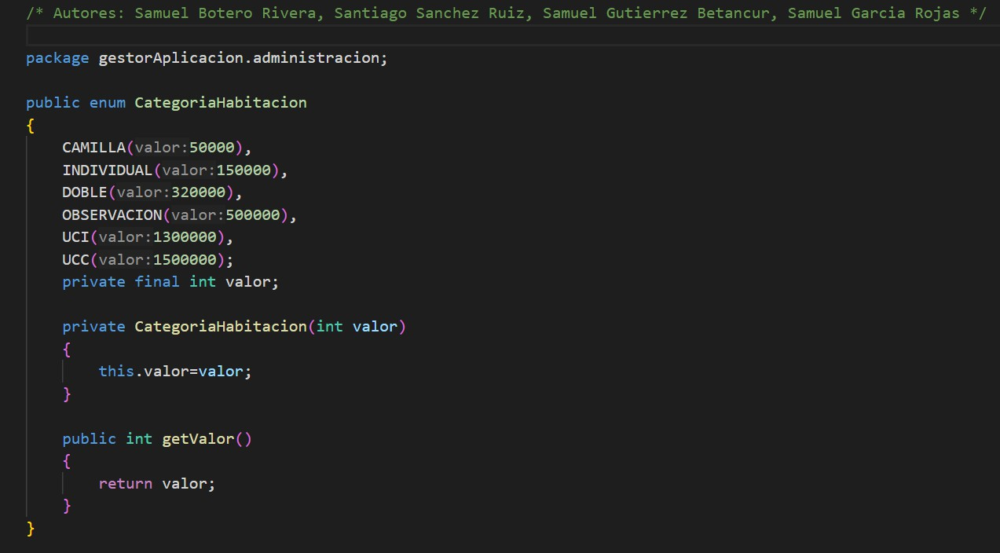 /* Autores: Samuel Botero Rivera, Santiago Sanchez Ruiz, Samuel Gutierrez Betancur, Samuel Garcia Rojas */
package gestorAplicacion.administracion;
public enum CategoriaHabitacion
{
CAMILLA(valor:50000),
INDIVIDUAL(valor:150000),
DOBLE(valor:320000),
OBSERVACION(valor:500000),
UCI(valor:1300000),
UCC(valor:1500000);
private final int valor;
private CategoriaHabitacion(int valor)
{
this.valor=valor;
}
public int getValor()
{
return valor;
}
}